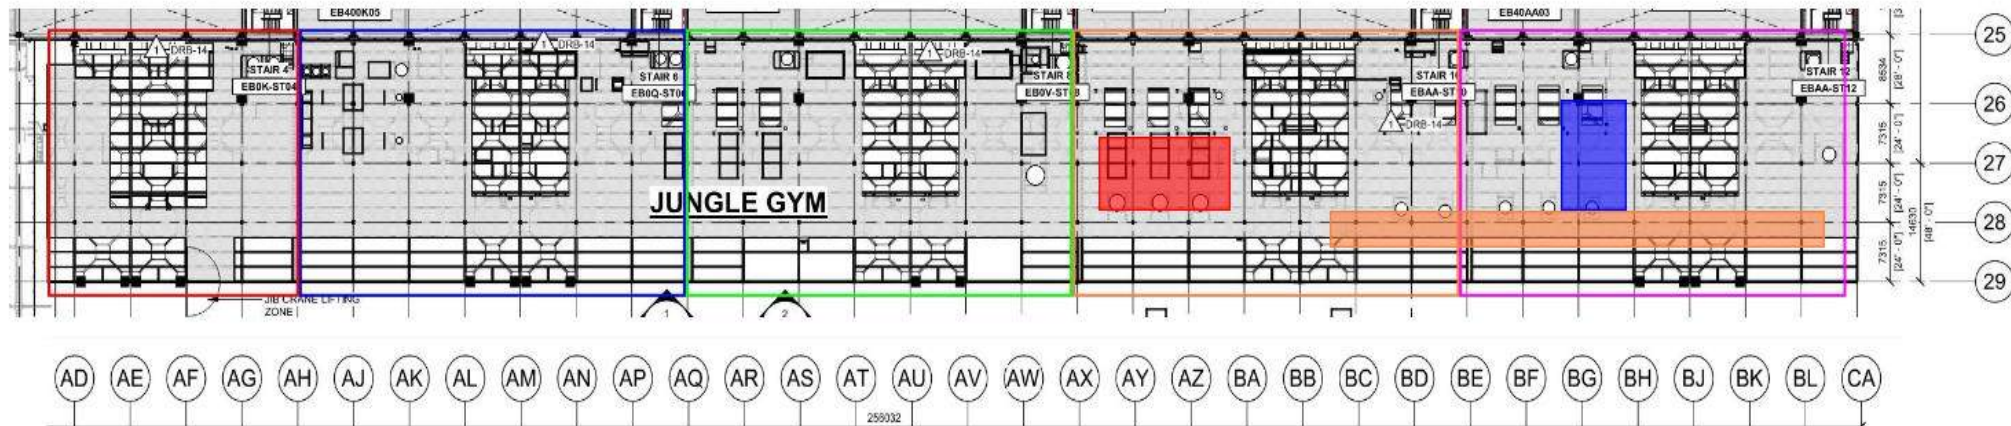 EB400K05
EB40AA03
1 DRB-14
1 DRB-14
1 DRB-14
25
STAIR 4
STAIR 6
STAIR 8
STAIR 12
EB0K-ST04
EBAA-ST12
8534
[28' - 0"]
26
1 DRB-14
7315
[24' - 0"]
27
JUNGLE GYM
7315
[24' - 0"]
14630
[48' - 0"]
28
7315
[24' - 0"]
29
JIB CRANE LIFTING
ZONE
1
2
AD AE AF AG AH AJ AK AL AM AN AP AQ AR AS AT AU AV AW AX AY AZ BA BB BC BD BE BF BG BH BJ BK BL CA
256032